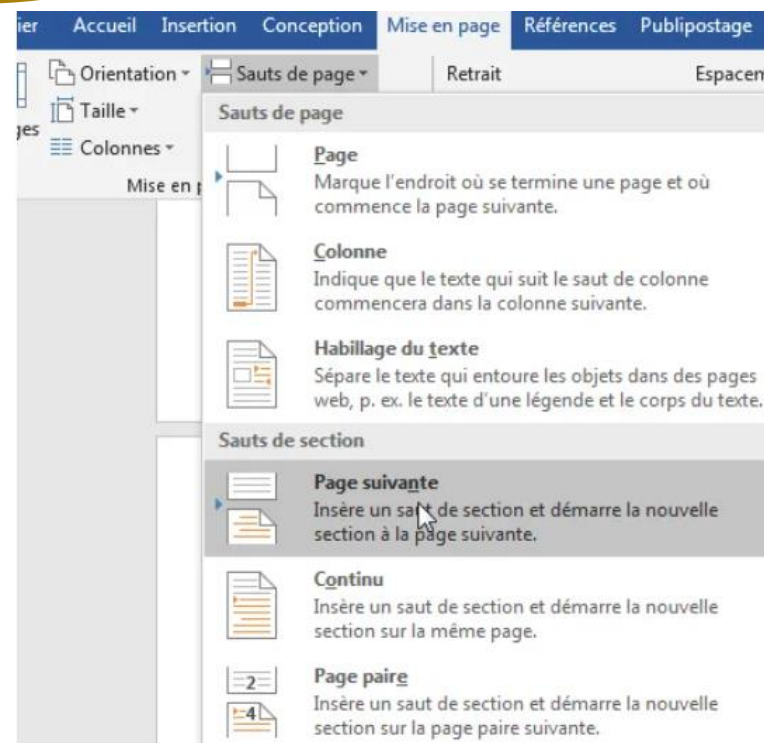 ier Accueil Insertion Conception Mise en page Références Publipostage
Orientation Sauts de page Retrait Espacem
Taille
ges
Colonnes
Mise en p
Sauts de page
Page
Marque l'endroit où se termine une page et où
commence la page suivante.
Colonne
Indique que le texte qui suit le saut de colonne
commencera dans la colonne suivante.
Habillage du texte
Sépare le texte qui entoure les objets dans des pages
web, p. ex. le texte d'une légende et le corps du texte.
Sauts de section
Page suivante
Insère un saut de section et démarre la nouvelle
section à la page suivante.
Continu
Insère un saut de section et démarre la nouvelle
section sur la même page.
2
4
Page paire
Insère un saut de section et démarre la nouvelle
section sur la page paire suivante.